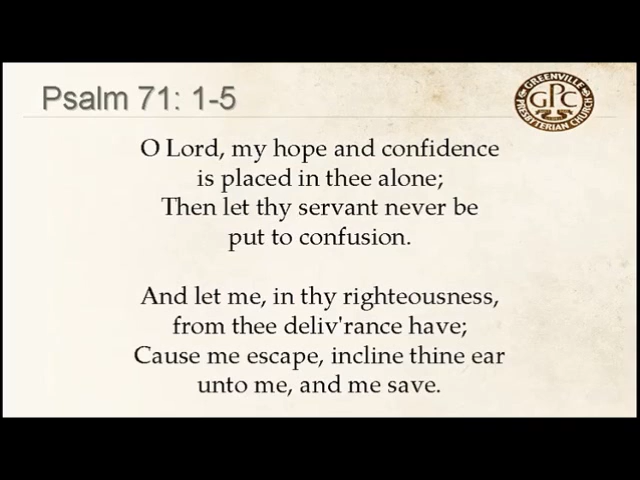 Psalm 71: 1-5
GREENVILLE
GPC
PRESBYTERIAN CHURCH
O Lord, my hope and confidence
is placed in thee alone;
Then let thy servant never be
put to confusion.
And let me, in thy righteousness,
from thee deliv'rance have;
Cause me escape, incline thine ear
unto me, and me save.